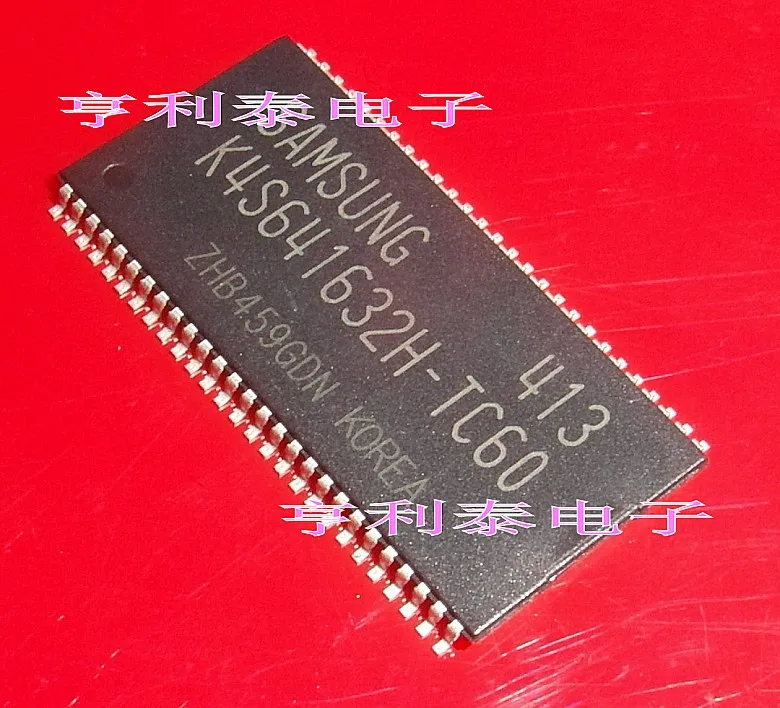 亨利泰电子
SAMSUNG 413
K4S641632H-TC60
ZHB459GDN KOREA
亨利泰电子